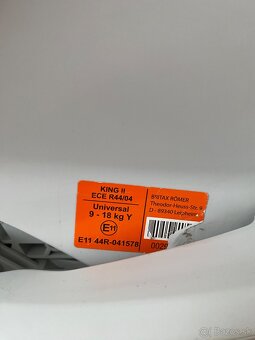 KING II
ECE R44/04
Universal
9 - 18 kg Y
E11
E11 44R-041578
BRITAX RÖMER
Theodor-Heuss-Str. 9
D - 89340 Leipheim
002